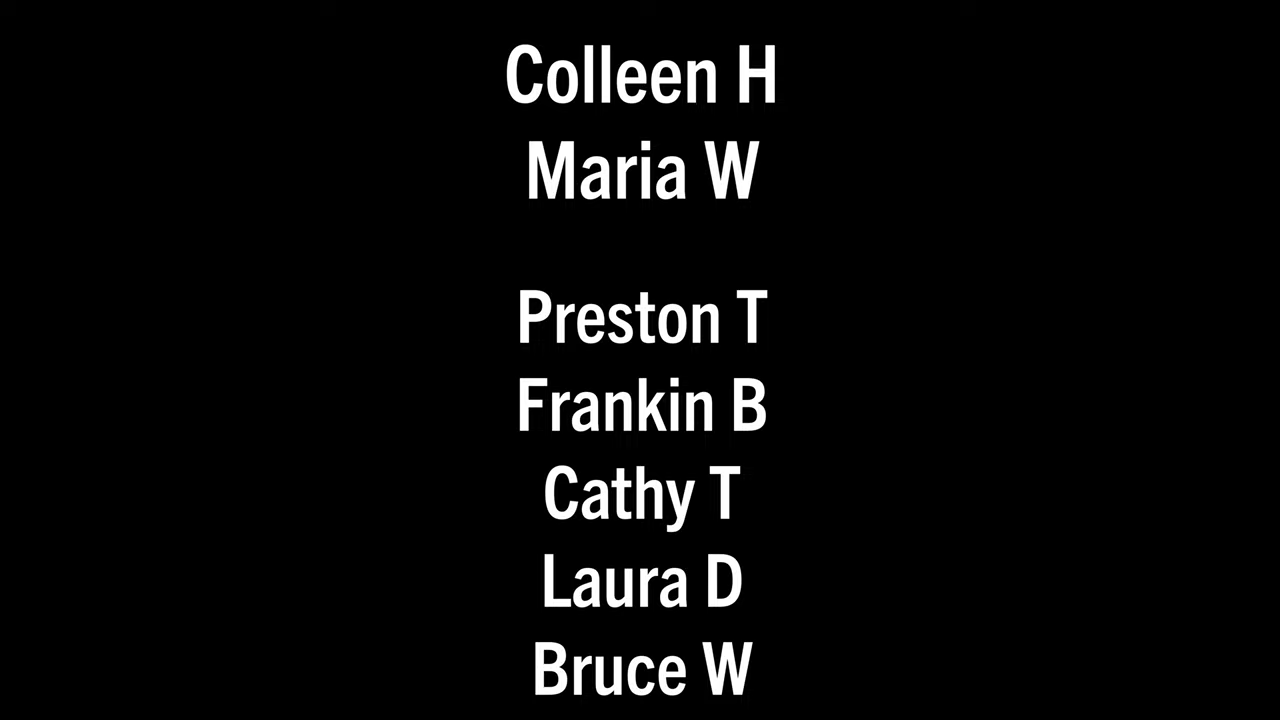 Colleen H
Maria W
Preston T
Frankin B
Cathy T
Laura D
Bruce W